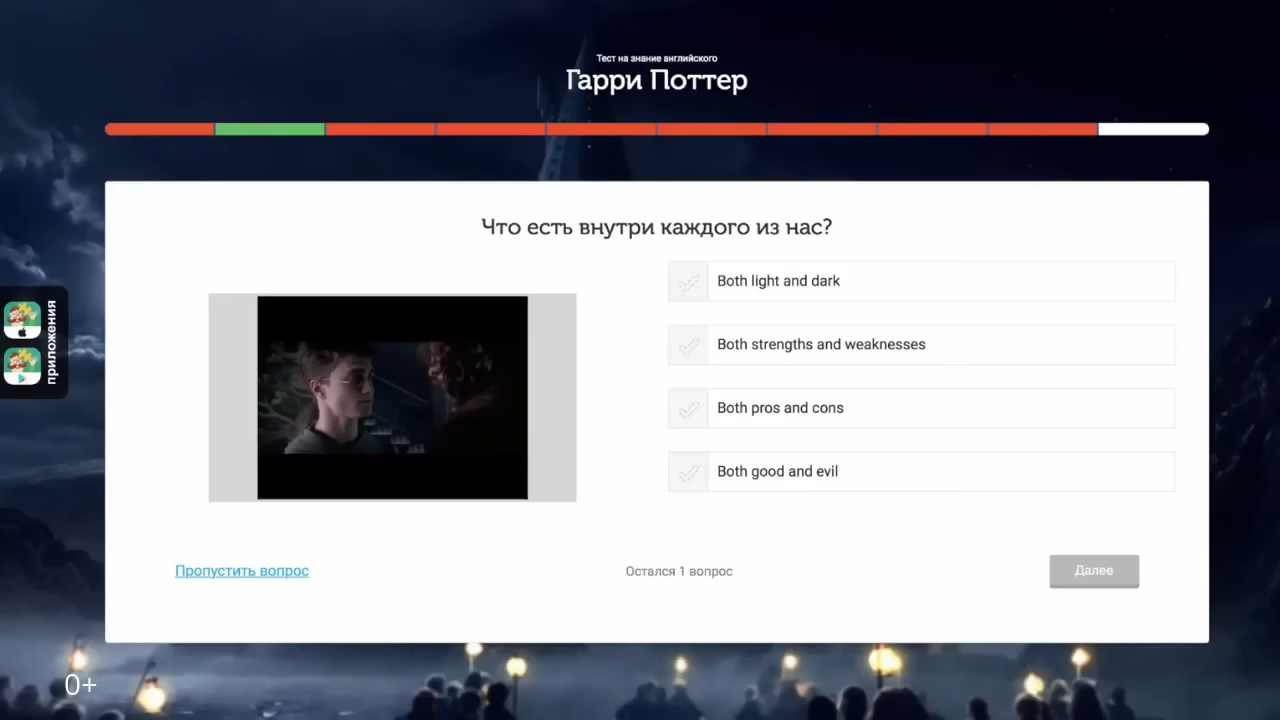 Тест на знание английского
Гарри Поттер
Что есть внутри каждого из нас?
Both light and dark
Both strengths and weaknesses
Both pros and cons
Both good and evil
приложения
Пропустить вопрос
Остался 1 вопрос
Далее
0+